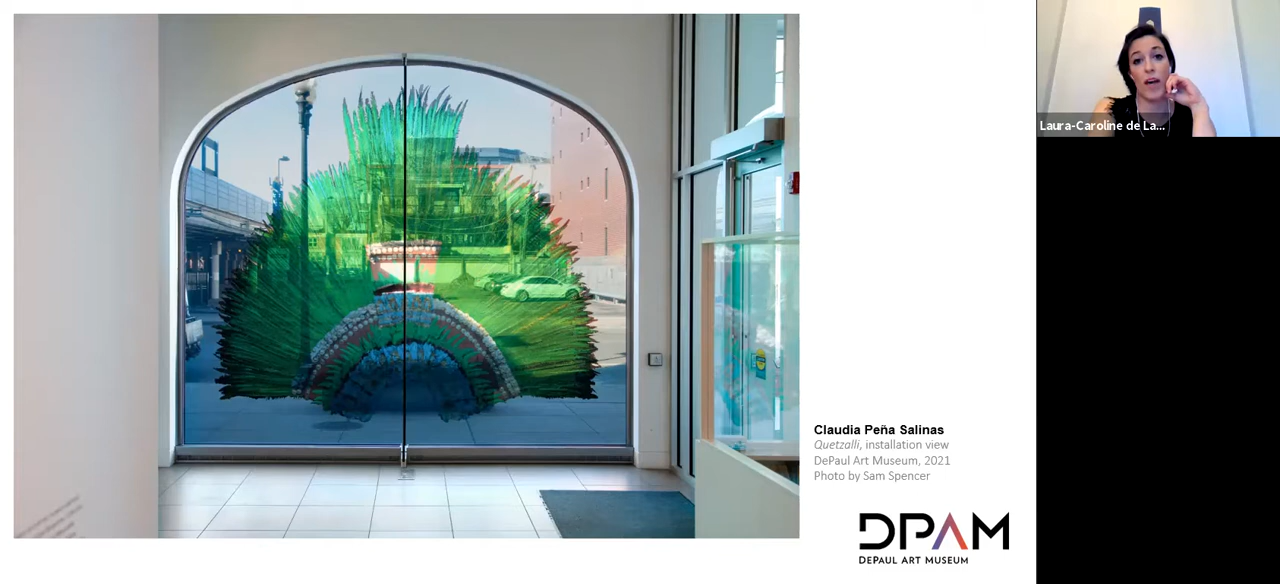 Laura-Caroline de La...
Claudia Peña Salinas
Quetzalli, installation view
DePaul Art Museum, 2021
Photo by Sam Spencer
DPAM
DEPAUL ART MUSEUM